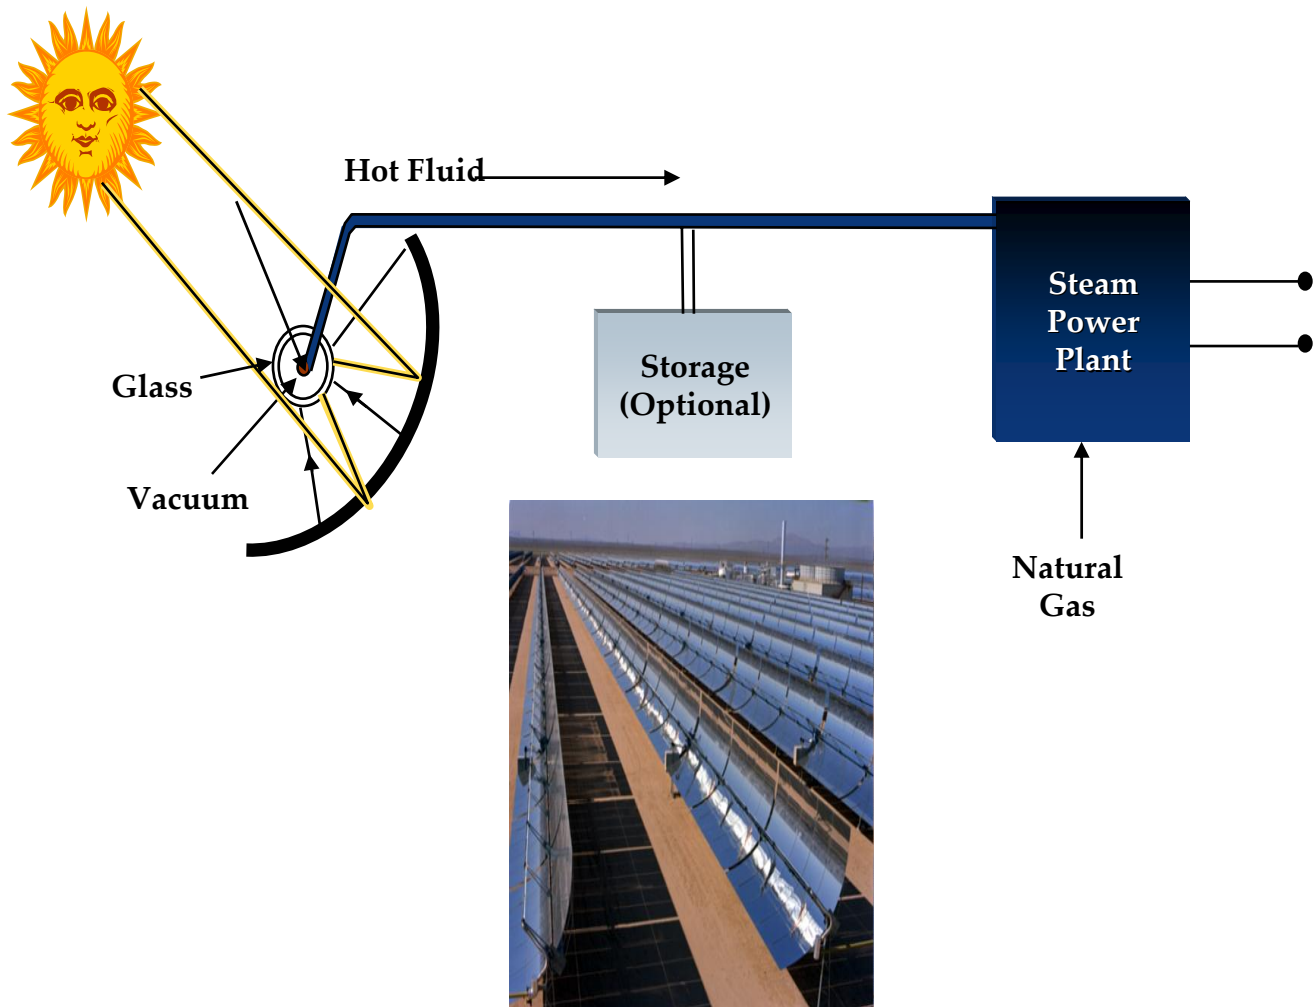 Hot Fluid
Steam
Power
Plant
Storage
(Optional)
Glass
Vacuum
Natural
Gas